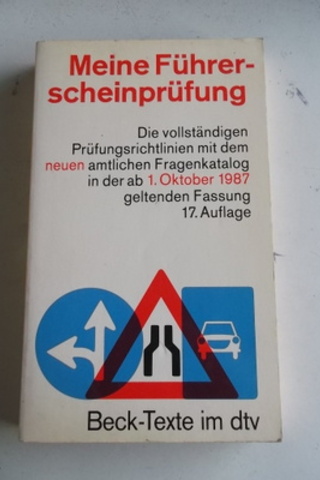 Meine Führer-
scheinprüfung
Die vollständigen
Prüfungsrichtlinien mit dem
neuen amtlichen Fragenkatalog
in der ab 1. Oktober 1987
geltenden Fassung
17. Auflage
Beck-Texte im dtv